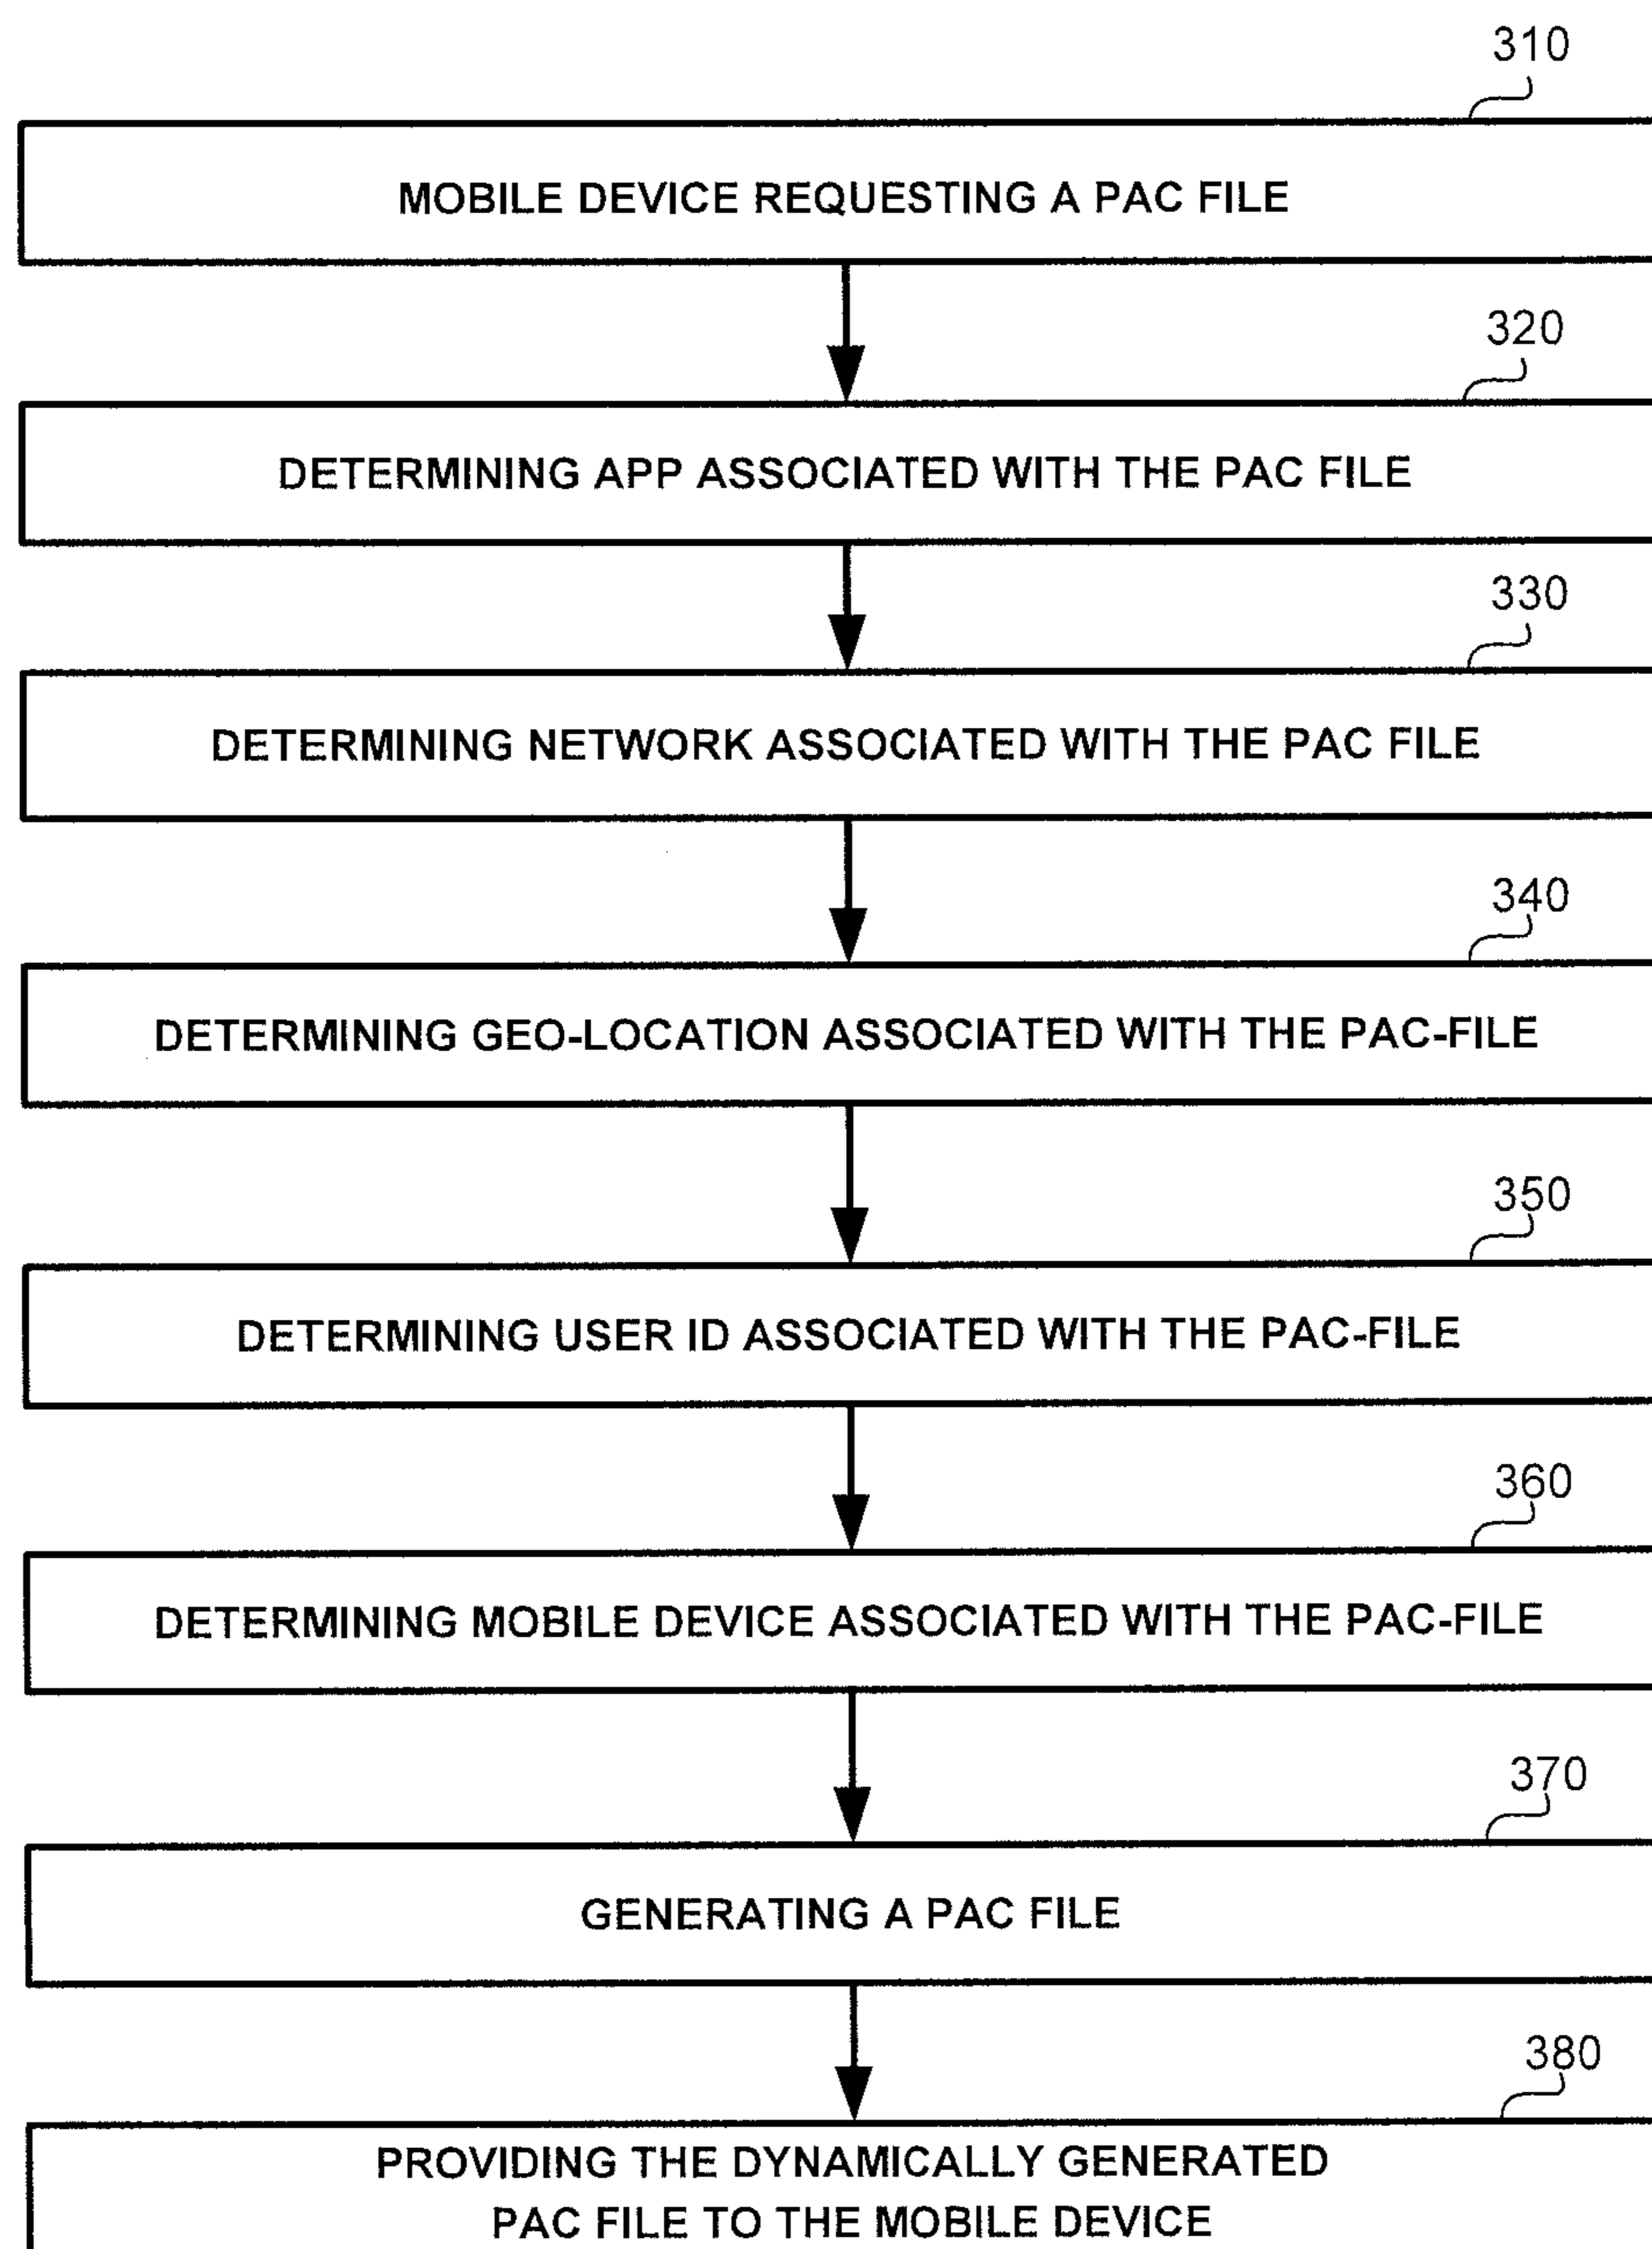 310
MOBILE DEVICE REQUESTING A PAC FILE
320
DETERMINING APP ASSOCIATED WITH THE PAC FILE
330
DETERMINING NETWORK ASSOCIATED WITH THE PAC FILE
340
DETERMINING GEO-LOCATION ASSOCIATED WITH THE PAC-FILE
350
DETERMINING USER ID ASSOCIATED WITH THE PAC-FILE
360
DETERMINING MOBILE DEVICE ASSOCIATED WITH THE PAC-FILE
370
GENERATING A PAC FILE
380
PROVIDING THE DYNAMICALLY GENERATED
PAC FILE TO THE MOBILE DEVICE